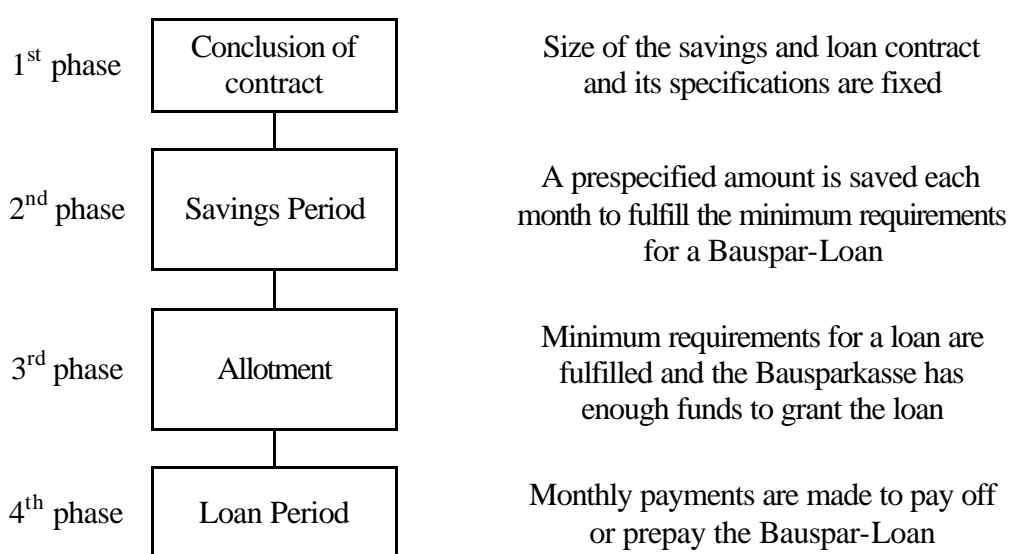 1st phase
Conclusion of
contract
Size of the savings and loan contract
and its specifications are fixed
2nd phase
Savings Period
A prespecified amount is saved each
month to fulfill the minimum requirements
for a Bauspar-Loan
3rd phase
Allotment
Minimum requirements for a loan are
fulfilled and the Bausparkasse has
enough funds to grant the loan
4th phase
Loan Period
Monthly payments are made to pay off
or prepay the Bauspar-Loan